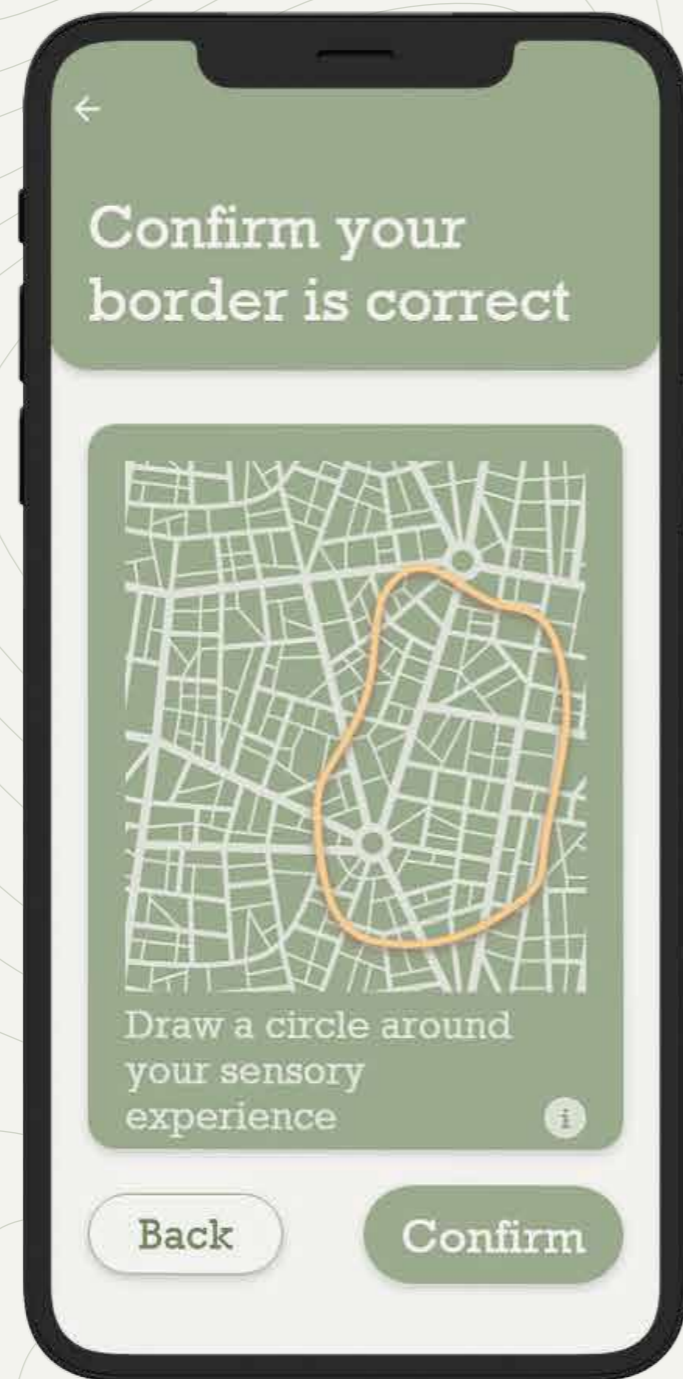 Confirm your
border is correct
Draw a circle around
your sensory
experience
i
Back
Confirm